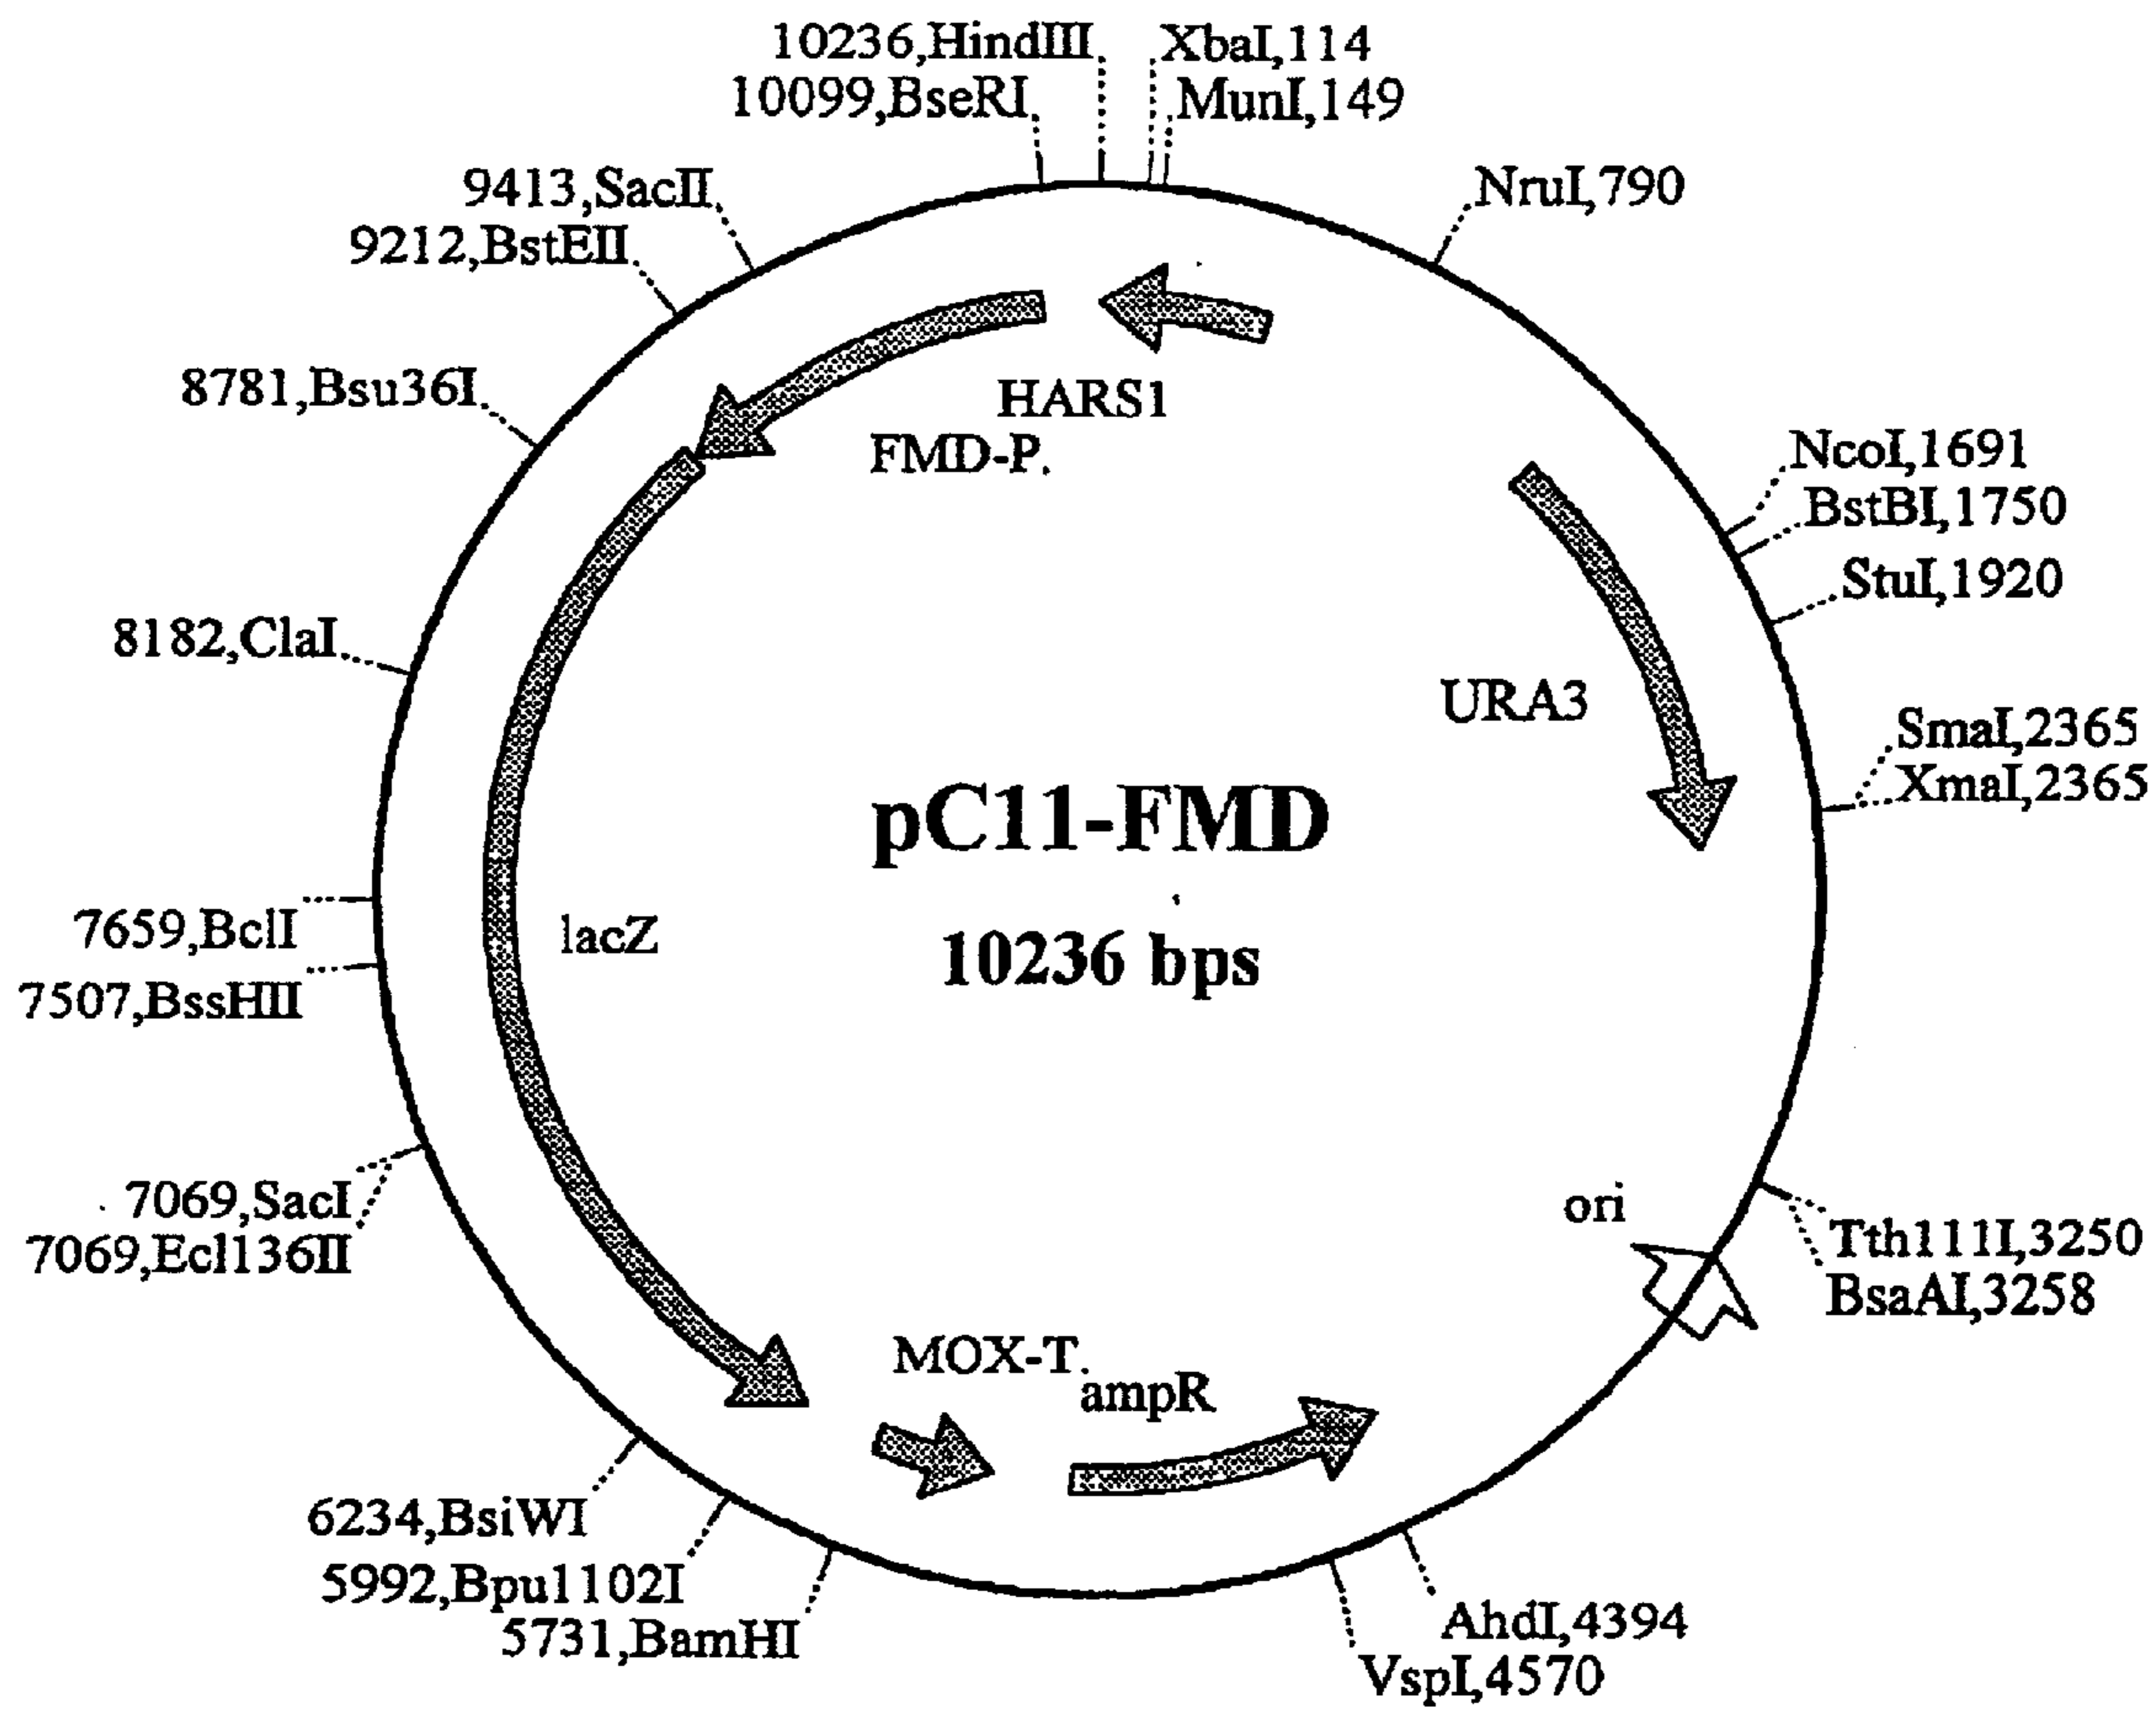 10236,HindIII
XbaI,114
10099,BseRI
MunI,149
9413,SacII
NruI,790
9212,BstEII
8781,Bsu36I
HARS1
FMD-P.
NcoI,1691
BstBI,1750
StuI,1920
8182,ClaI
URA3
SmaI,2365
XmaI,2365
pC11-FMD
10236 bps
lacZ
7659,BclI
7507,BssHII
7069,SacI
7069,Ecl136II
ori
Tth111I,3250
BsaAI,3258
MOX-T.
ampR
6234,BsiWI
5992,Bpu1102I
5731,BamHI
AhdI,4394
VspI,4570